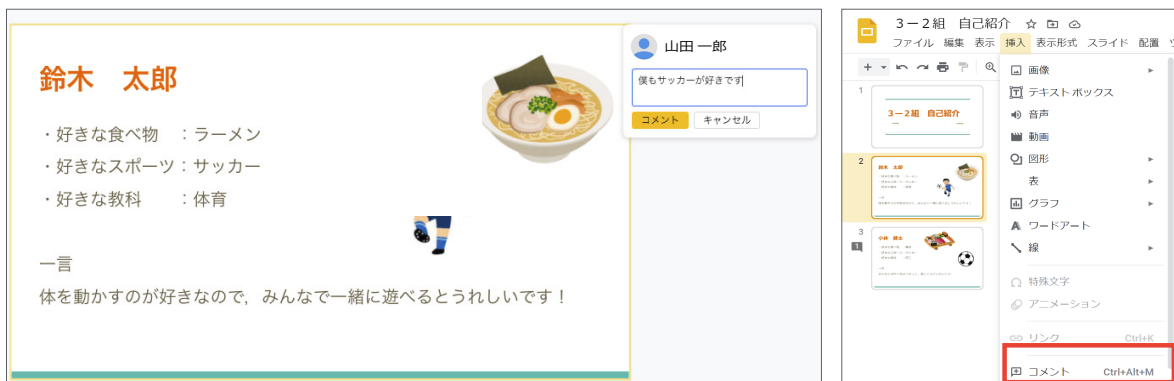 鈴木　太郎
・好きな食べ物　：ラーメン
・好きなスポーツ：サッカー
・好きな教科　　：体育
一言
体を動かすのが好きなので，みんなで一緒に遊べるとうれしいです！
山田 一郎
僕もサッカーが好きです
コメント　キャンセル
３－２組　自己紹介
ファイル　編集　表示　挿入　表示形式　スライド　配置
画像
テキスト ボックス
音声
動画
図形
表
グラフ
ワードアート
線
特殊文字
アニメーション
リンク　Ctrl+K
コメント　Ctrl+Alt+M
1
３－２組　自己紹介
2
鈴木　太郎
3
1